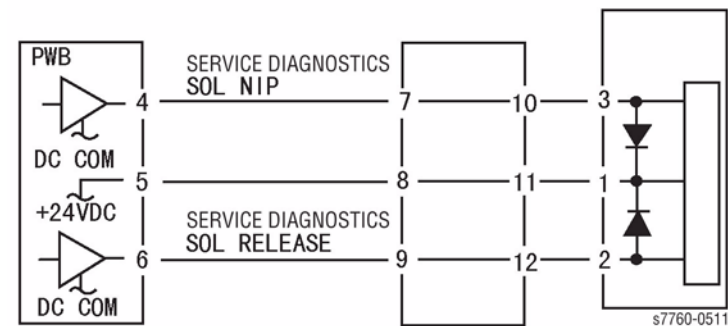 PWB
SERVICE DIAGNOSTICS
SOL NIP
4 7 10 3
DC COM
5 8 11 1
+24VDC
SERVICE DIAGNOSTICS
SOL RELEASE
6 9 12 2
DC COM
s7760-0511